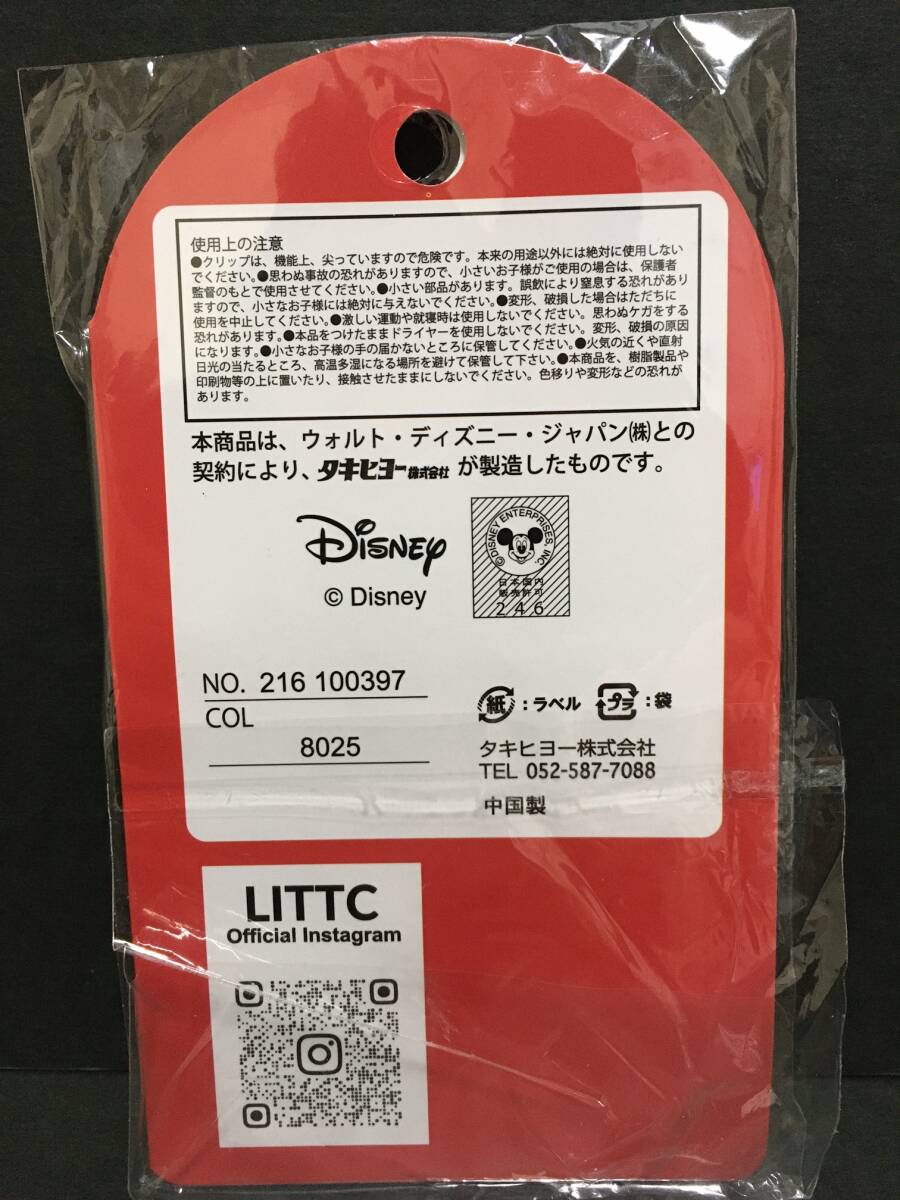 使用上の注意
●クリップは、機能上、尖っていますので危険です。本来の用途以外には絶対に使用しない
でください。●思わぬ事故の恐れがありますので、小さいお子様がご使用の場合は、保護者
監督のもとで使用させてください。●小さい部品があります。誤飲により窒息する恐れがあり
ますので、小さなお子様には絶対に与えないでください。●変形、破損した場合はただちに
使用を中止してください。●激しい運動や就寝時は使用しないでください。思わぬケガをする
恐れがあります。●本品をつけたままドライヤーを使用しないでください。変形、破損の原因
になります。●小さなお子様の手の届かないところに保管してください。●火気の近くや直射
日光の当たるところ、高温多湿になる場所を避けて保管して下さい。●本商品を、樹脂製品や
印刷物等の上に置いたり、接触させたままにしないでください。色移りや変形などの恐れが
あります。
本商品は、ウォルト・ディズニー・ジャパン㈱との
契約により、タキヒヨー株式会社が製造したものです。
Disney
© Disney
©DISNEY ENTERPRISES, INC.
日本国内
販売許可
246
NO. 216 100397
COL
8025
紙:ラベル プラ:袋
タキヒヨー株式会社
TEL 052-587-7088
中国製
LITTC
Official Instagram